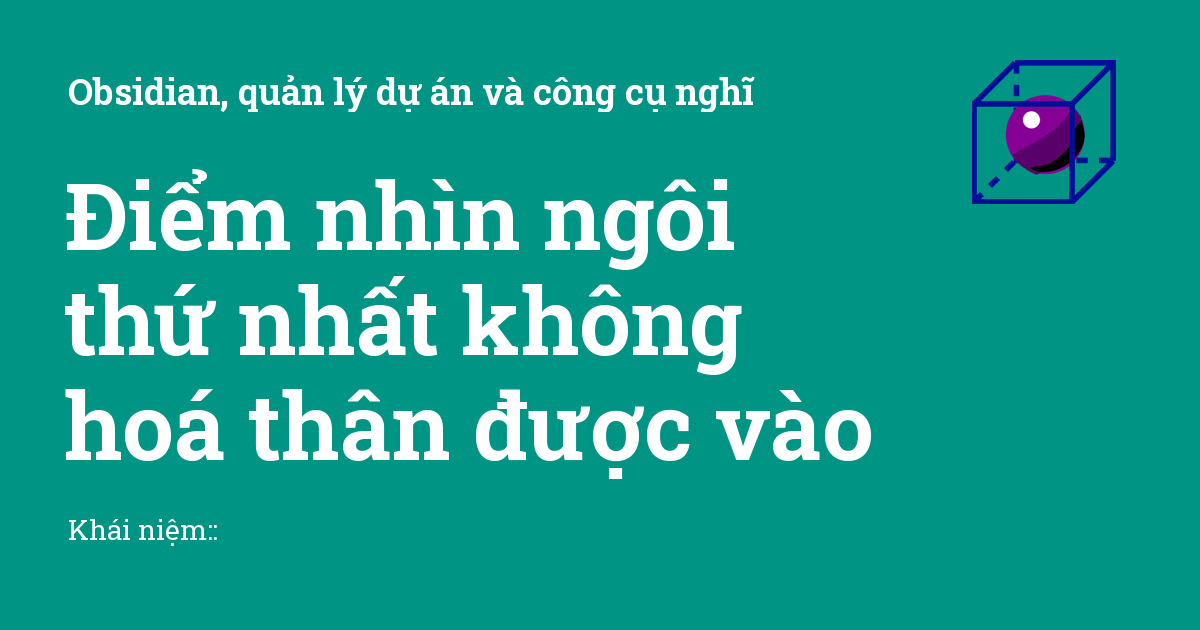 Obsidian, quản lý dự án và công cụ nghĩ
Điểm nhìn ngôi
thứ nhất không
hoá thân được vào
Khái niệm::